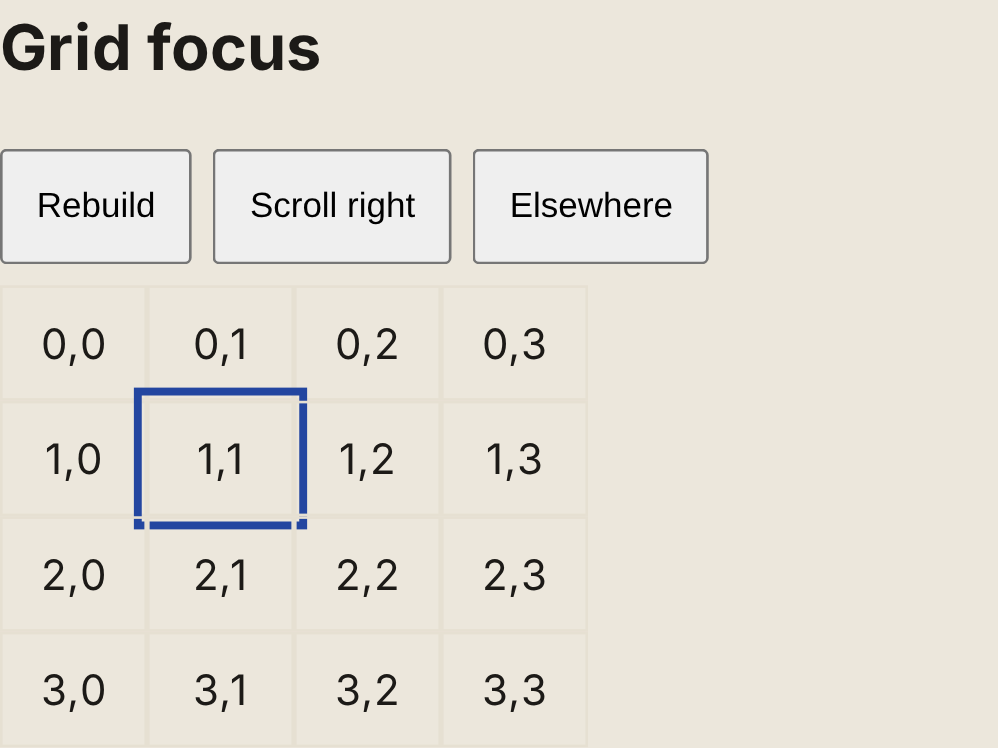 Grid focus
Rebuild Scroll right Elsewhere
0,0 0,1 0,2 0,3
1,0 1,1 1,2 1,3
2,0 2,1 2,2 2,3
3,0 3,1 3,2 3,3